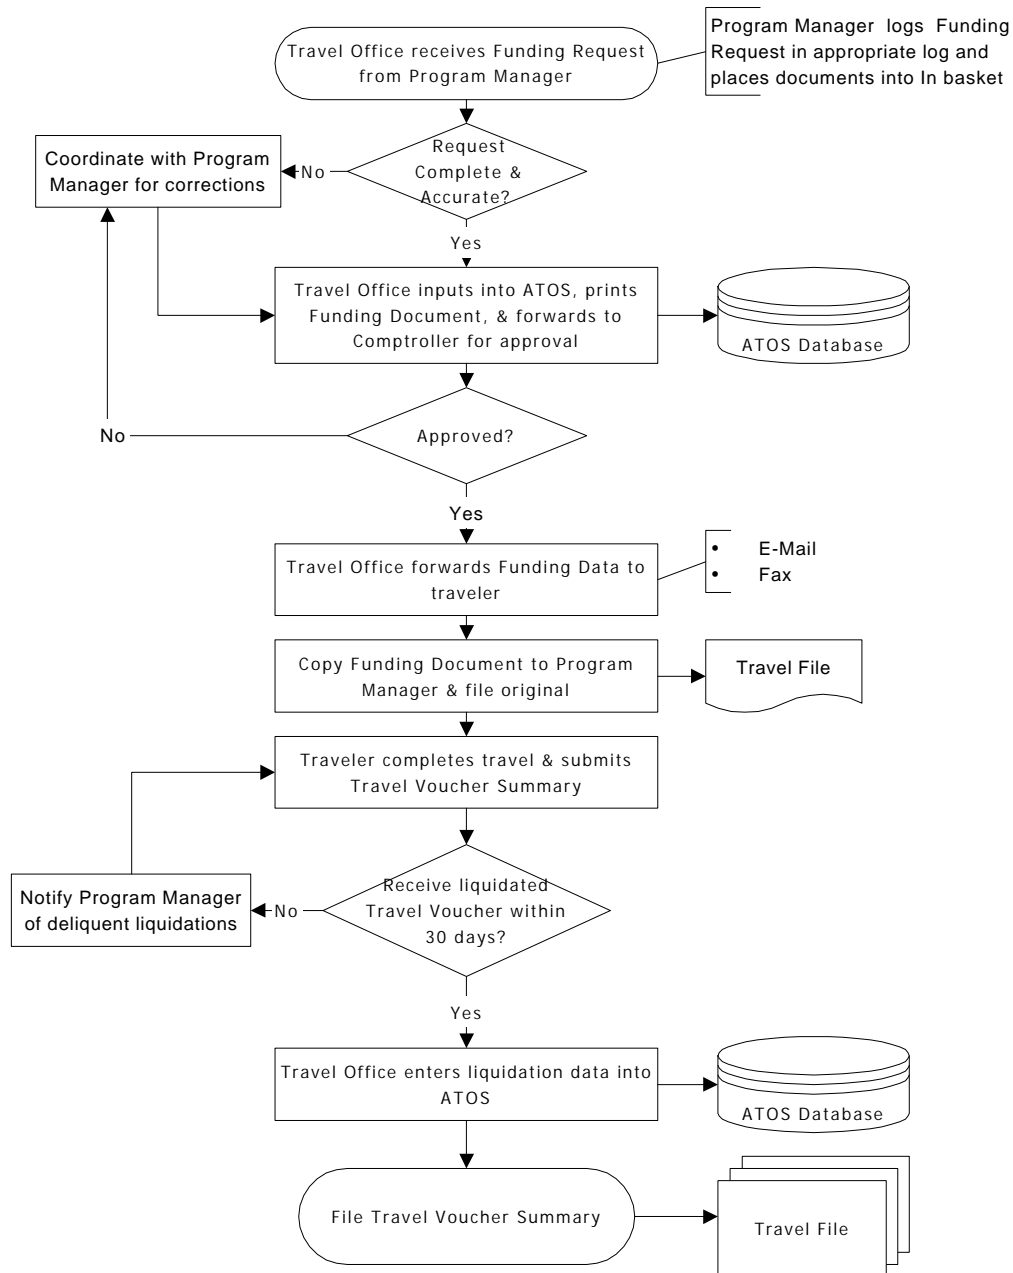 Travel Office receives Funding Request
from Program Manager
Program Manager logs Funding
Request in appropriate log and
places documents into In basket
Request
Complete &
Accurate?
No
Coordinate with Program
Manager for corrections
Yes
Travel Office inputs into ATOS, prints
Funding Document, & forwards to
Comptroller for approval
ATOS Database
Approved?
No
Yes
Travel Office forwards Funding Data to
traveler
• E-Mail
• Fax
Copy Funding Document to Program
Manager & file original
Travel File
Traveler completes travel & submits
Travel Voucher Summary
Receive liquidated
Travel Voucher within
30 days?
No
Notify Program Manager
of deliquent liquidations
Yes
Travel Office enters liquidation data into
ATOS
ATOS Database
File Travel Voucher Summary
Travel File